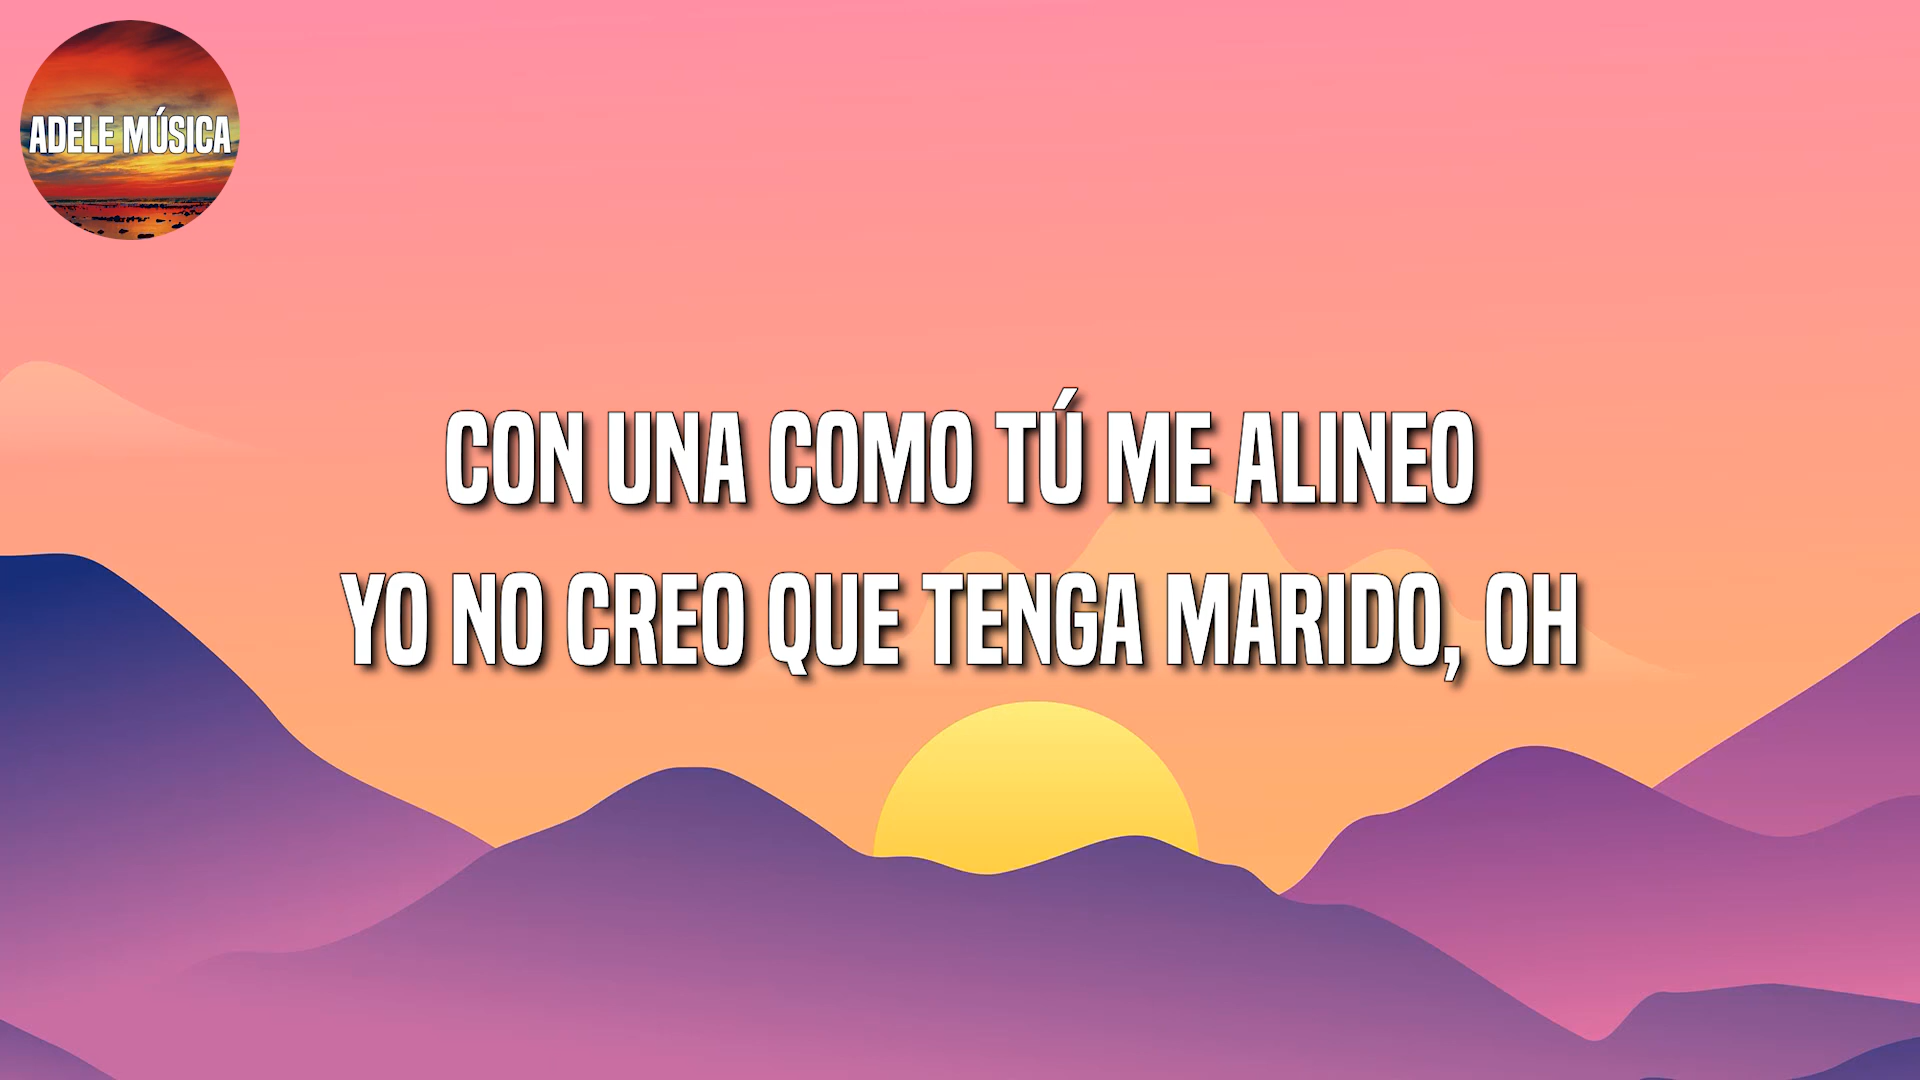 ADELE MÚSICA
CON UNA COMO TÚ ME ALINEO
YO NO CREO QUE TENGA MARIDO, OH